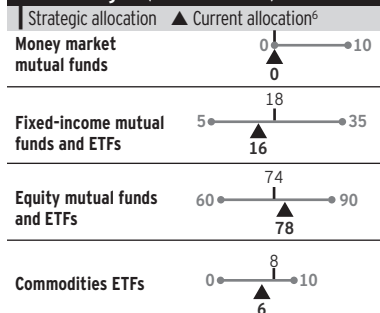 Strategic allocation ▲ Current allocation6
Money market
mutual funds
0 10
0
18
Fixed-income mutual
funds and ETFs
5 35
16
74
Equity mutual funds
and ETFs
60 90
78
8
Commodities ETFs
0 10
6